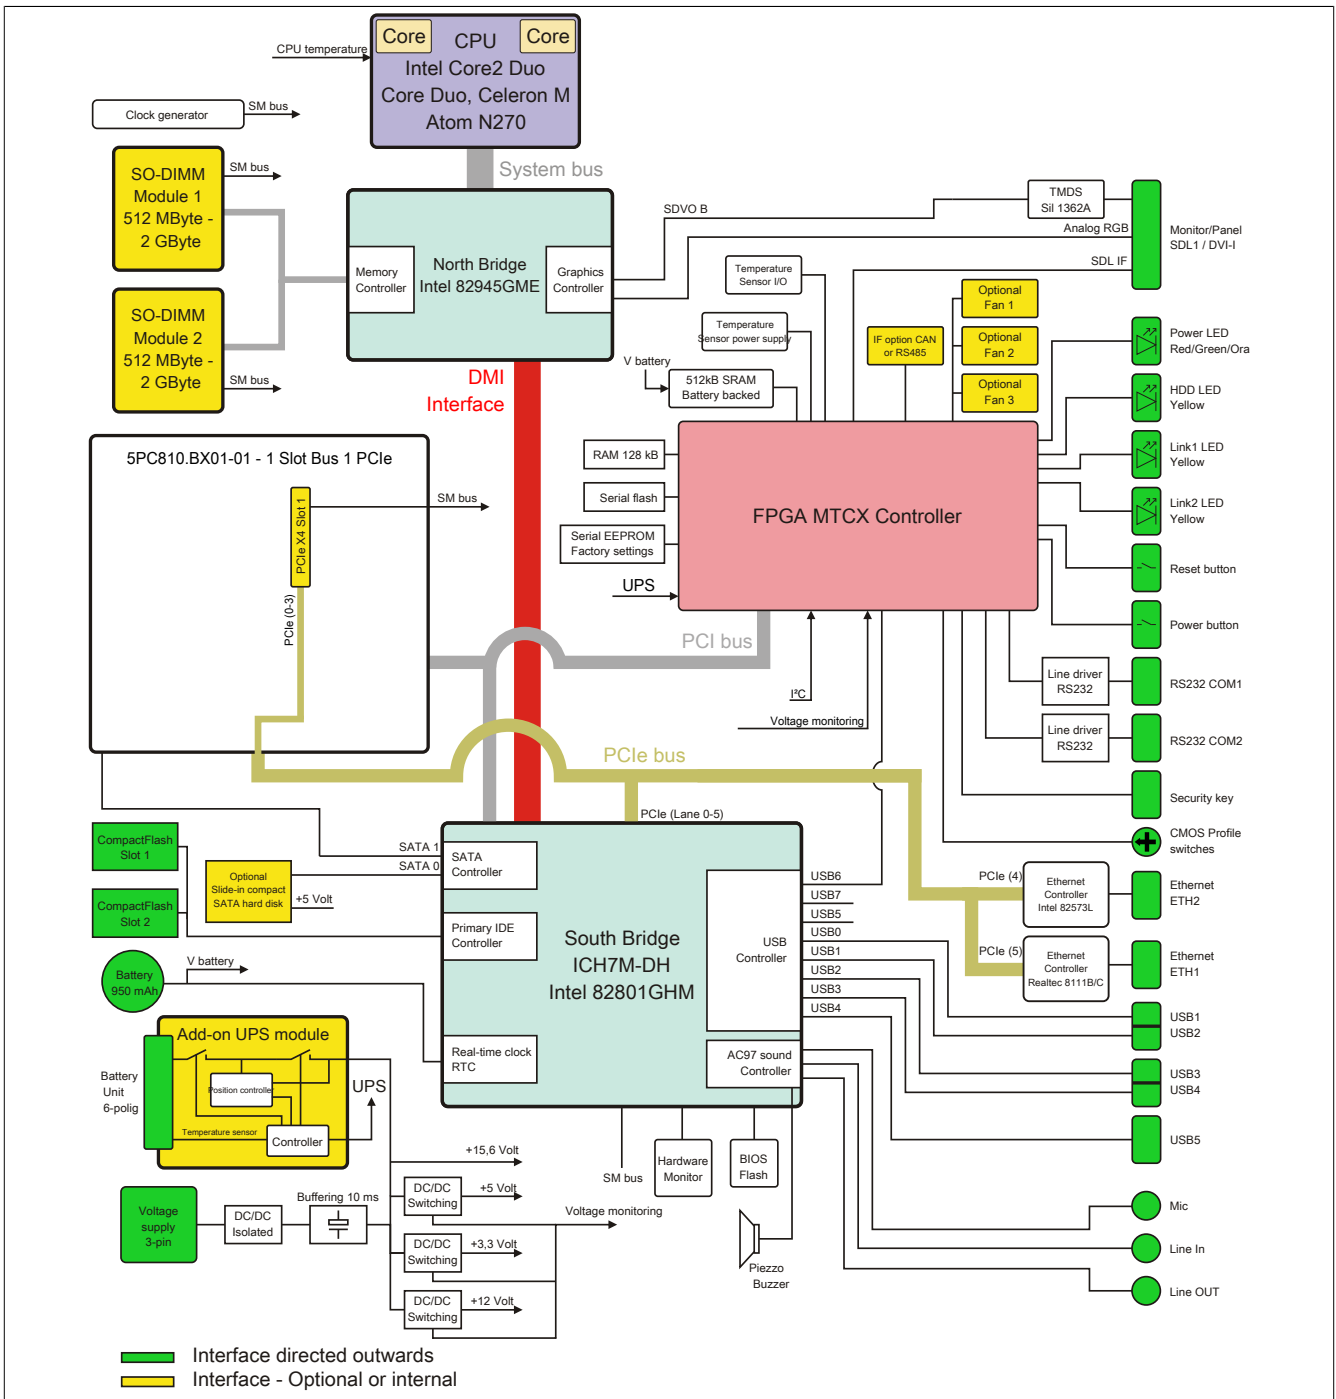 Core
CPU
Core
Intel Core2 Duo
Core Duo, Celeron M
Atom N270
CPU temperature
Clock generator
SM bus
System bus
SO-DIMM
Module 1
512 MByte -
2 GByte
SM bus
SO-DIMM
Module 2
512 MByte -
2 GByte
SM bus
Memory
Controller
North Bridge
Intel 82945GME
Graphics
Controller
SDVO B
TMDS
Sil 1362A
Analog RGB
SDL IF
Monitor/Panel
SDL1 / DVI-I
Temperature
Sensor I/O
Temperature
Sensor power supply
V battery
512kB SRAM
Battery backed
IF option CAN
or RS485
Optional
Fan 1
Optional
Fan 2
Optional
Fan 3
Power LED
Red/Green/Ora
HDD LED
Yellow
Link1 LED
Yellow
Link2 LED
Yellow
Reset button
Power button
DMI
Interface
5PC810.BX01-01 - 1 Slot Bus 1 PCIe
PCIe X4 Slot 1
SM bus
PCIe (0-3)
RAM 128 kB
Serial flash
Serial EEPROM
Factory settings
UPS
FPGA MTCX Controller
PCI bus
I²C
Voltage monitoring
Line driver
RS232
RS232 COM1
Line driver
RS232
RS232 COM2
Security key
CMOS Profile
switches
PCIe bus
PCIe (Lane 0-5)
CompactFlash
Slot 1
CompactFlash
Slot 2
Optional
Slide-in compact
SATA hard disk
+5 Volt
SATA 1
SATA 0
SATA
Controller
Primary IDE
Controller
South Bridge
ICH7M-DH
Intel 82801GHM
USB
Controller
USB6
USB7
USB5
USB0
USB1
USB2
USB3
USB4
PCIe (4)
Ethernet
Controller
Intel 82573L
Ethernet
ETH2
PCIe (5)
Ethernet
Controller
Realtec 8111B/C
Ethernet
ETH1
USB1
USB2
USB3
USB4
USB5
Battery
950 mAh
V battery
Real-time clock
RTC
AC97 sound
Controller
Add-on UPS module
Battery
Unit
6-polig
Position controller
Temperature sensor
Controller
UPS
+15,6 Volt
SM bus
Hardware
Monitor
BIOS
Flash
Piezzo
Buzzer
Mic
Line In
Line OUT
Voltage
supply
3-pin
DC/DC
Isolated
Buffering 10 ms
DC/DC
Switching
+5 Volt
Voltage monitoring
DC/DC
Switching
+3,3 Volt
DC/DC
Switching
+12 Volt
Interface directed outwards
Interface - Optional or internal